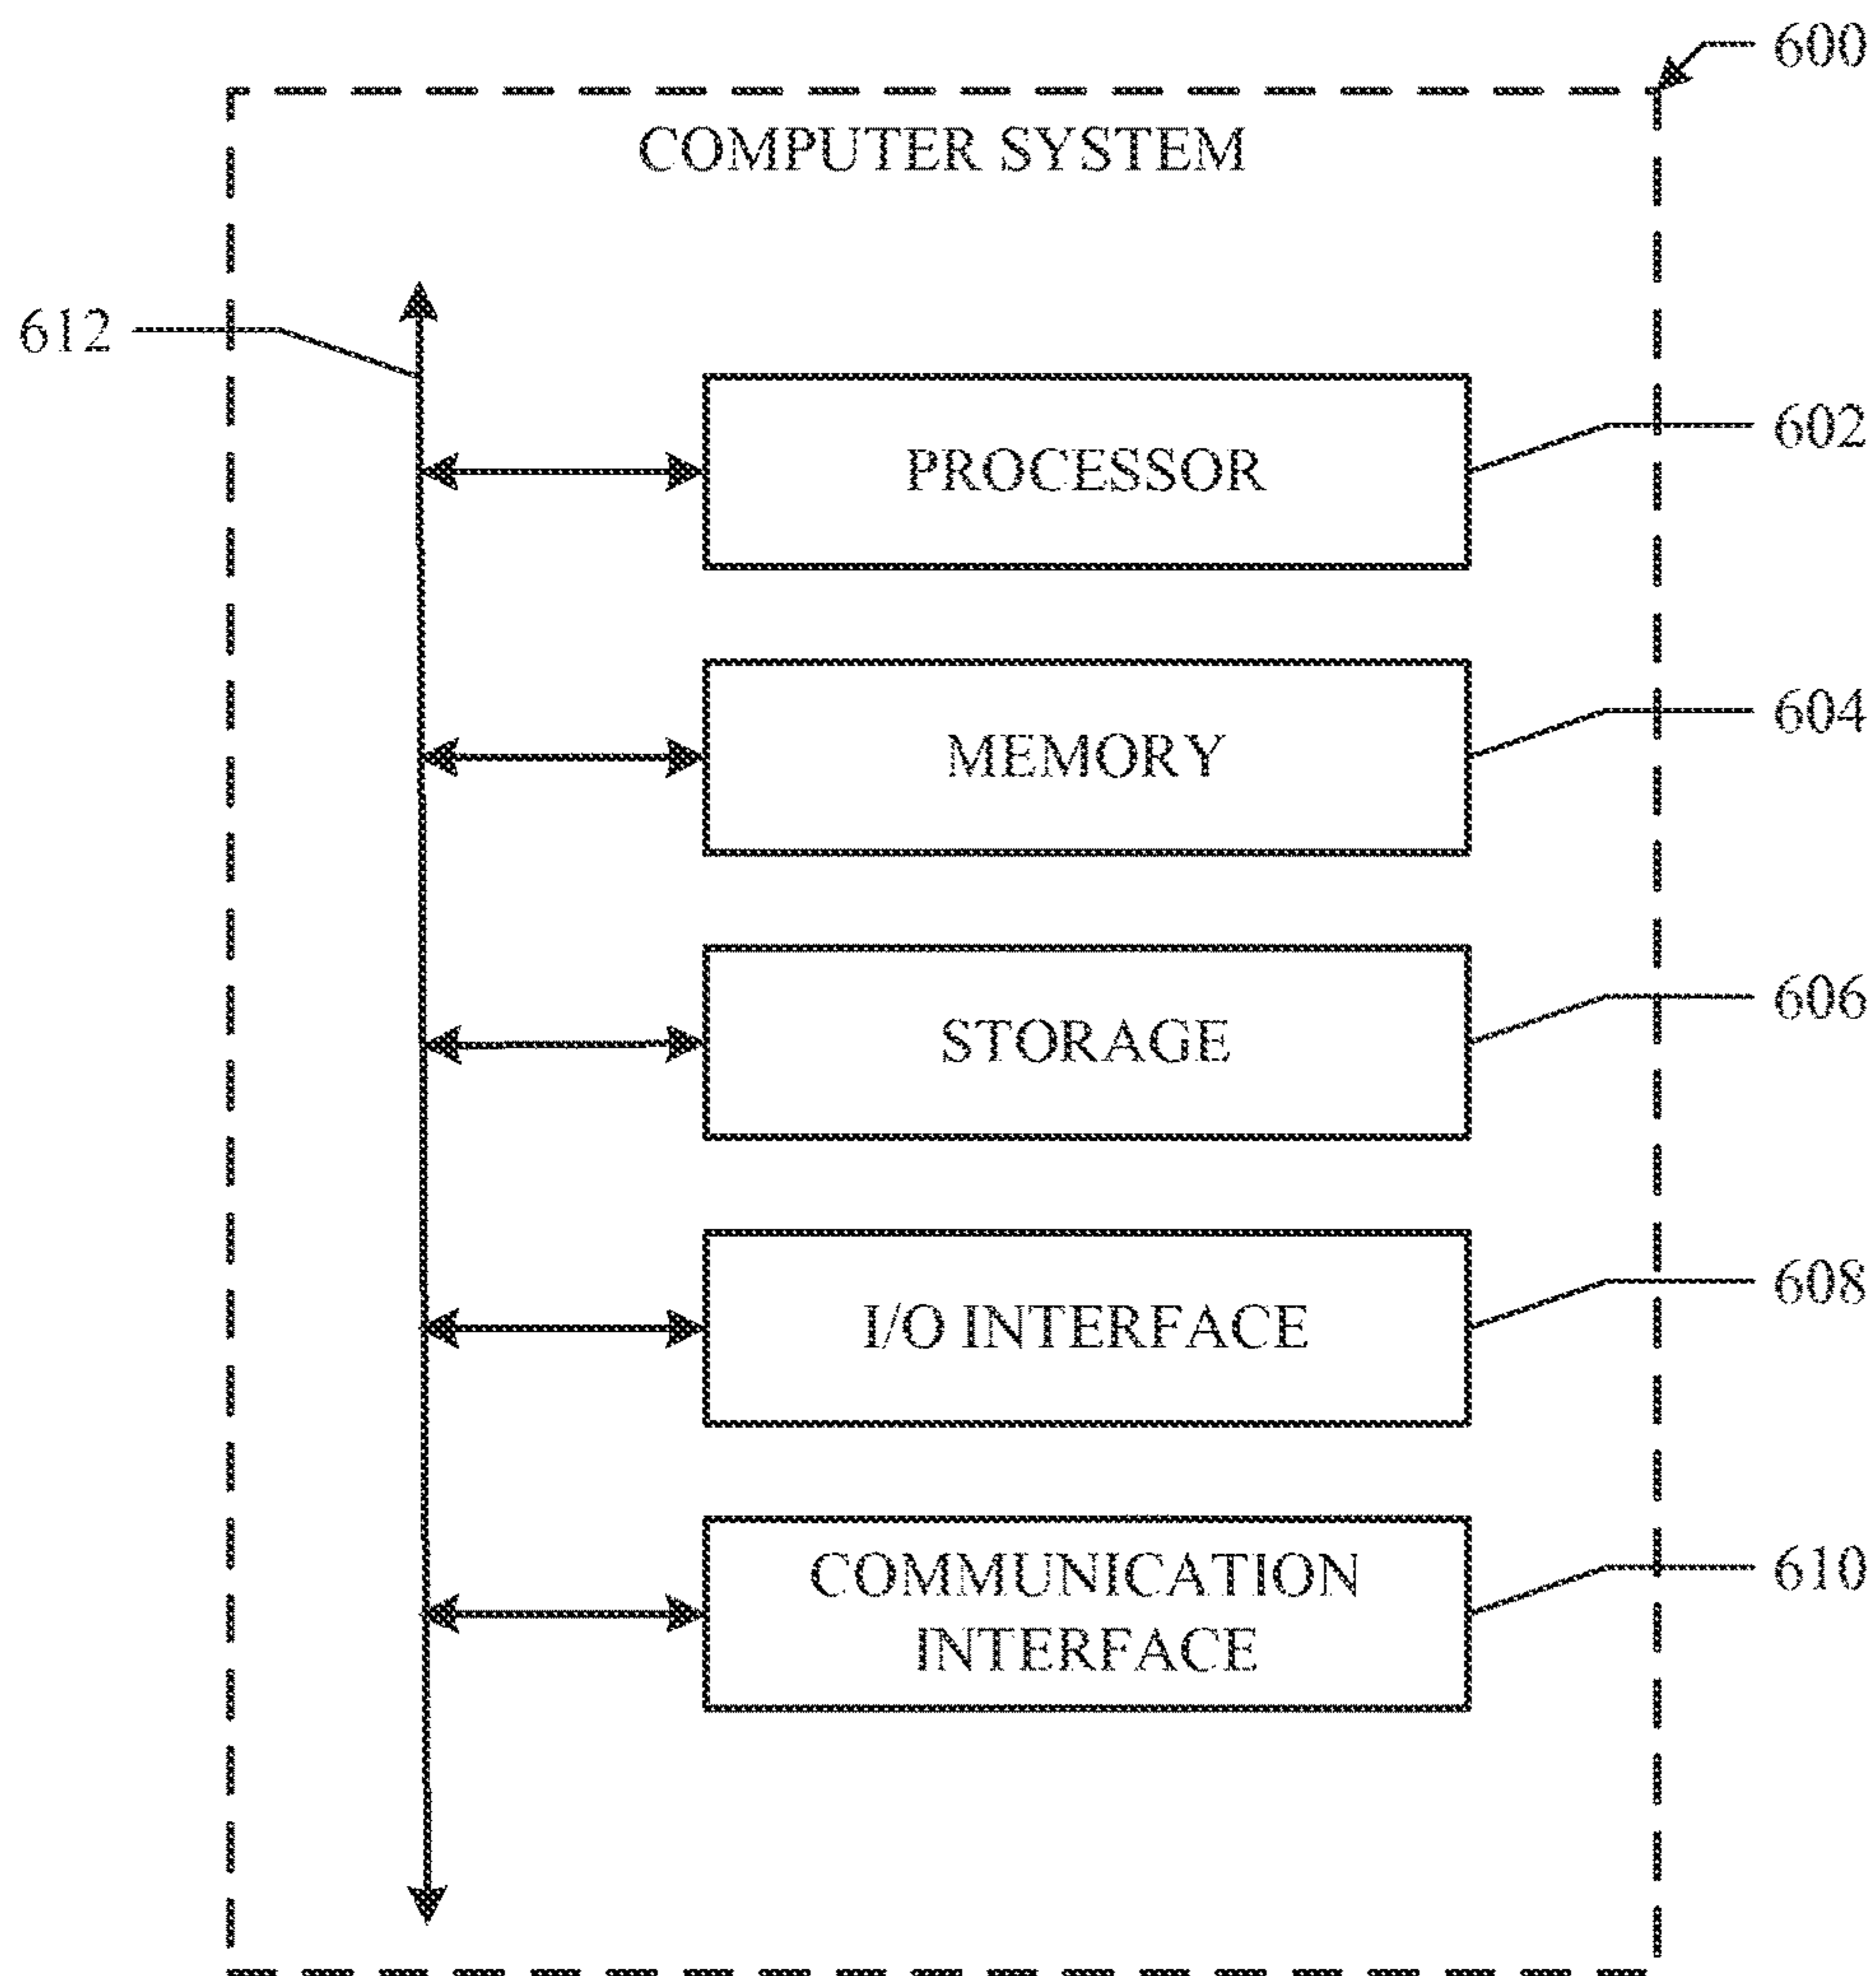 600
COMPUTER SYSTEM
612
PROCESSOR
602
MEMORY
604
STORAGE
606
I/O INTERFACE
608
COMMUNICATION
INTERFACE
610